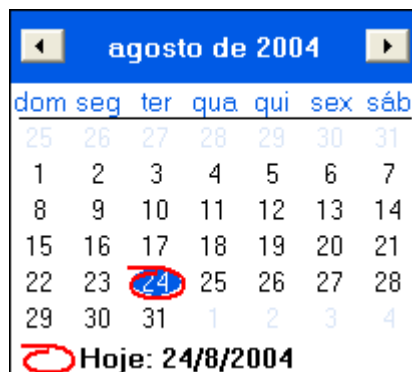 agosto de 2004
dom seg ter qua qui sex sáb
25 26 27 28 29 30 31
1 2 3 4 5 6 7
8 9 10 11 12 13 14
15 16 17 18 19 20 21
22 23 24 25 26 27 28
29 30 31 1 2 3 4
Hoje: 24/8/2004